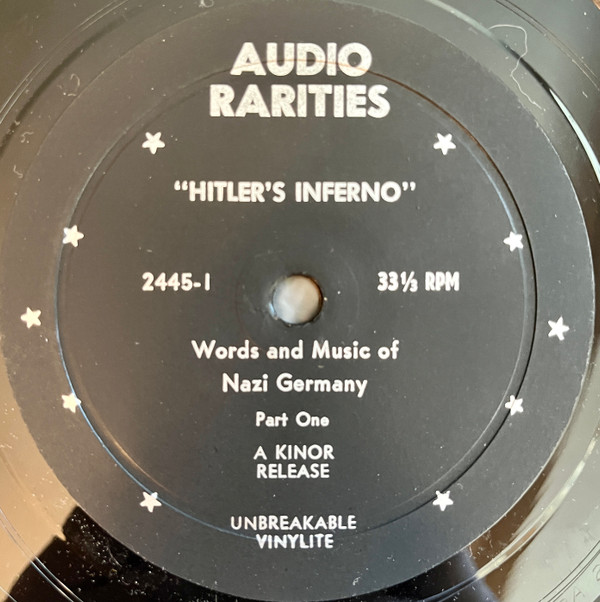 AUDIO
RARITIES
“HITLER’S INFERNO”
2445-1 33⅓ RPM
Words and Music of
Nazi Germany
Part One
A KINOR
RELEASE
UNBREAKABLE
VINYLITE